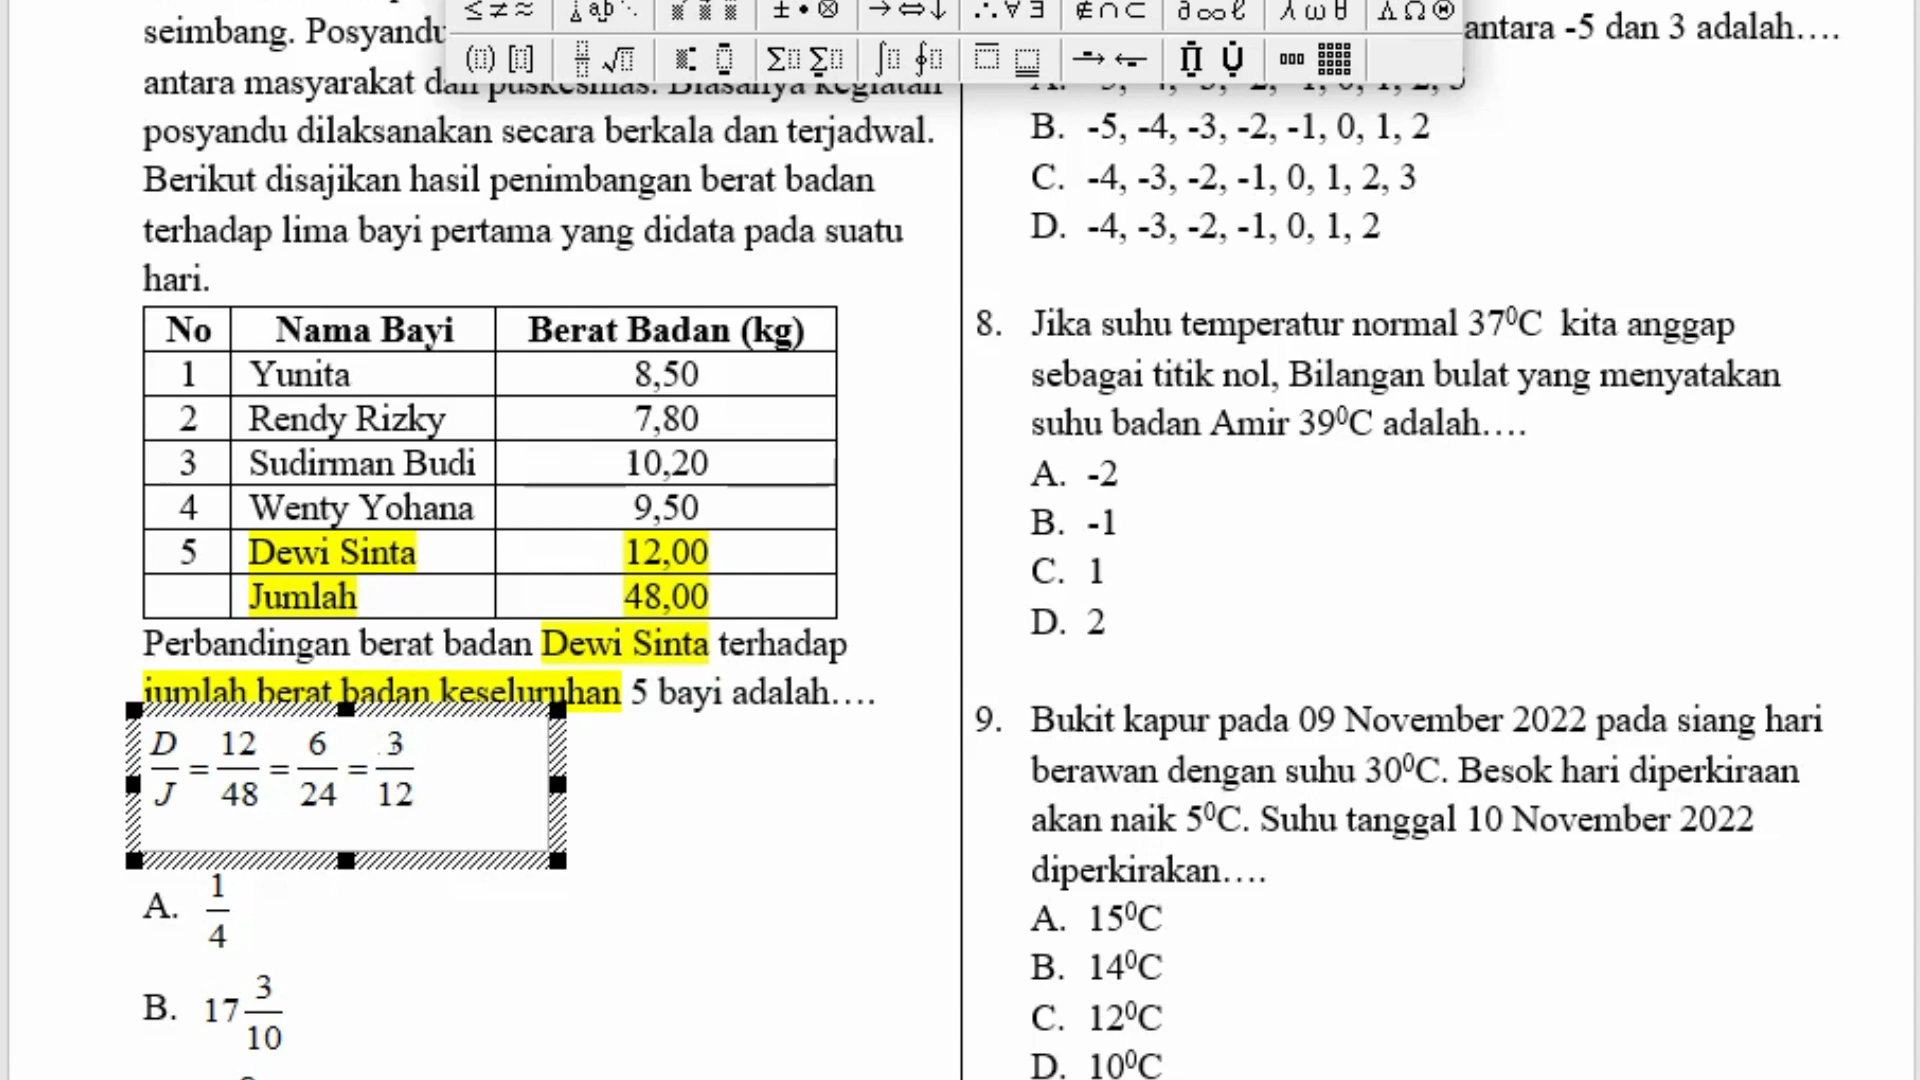 seimbang. Posyandu
antara masyarakat dan puskesmas. Biasanya kegiatan
posyandu dilaksanakan secara berkala dan terjadwal.
Berikut disajikan hasil penimbangan berat badan
terhadap lima bayi pertama yang didata pada suatu
hari.
No Nama Bayi Berat Badan (kg)
1 Yunita 8,50
2 Rendy Rizky 7,80
3 Sudirman Budi 10,20
4 Wenty Yohana 9,50
5 Dewi Sinta 12,00
Jumlah 48,00
Perbandingan berat badan Dewi Sinta terhadap
jumlah berat badan keseluruhan 5 bayi adalah....
D/J = 12/48 = 6/24 = 3/12
A. 1/4
B. 17 3/10
antara -5 dan 3 adalah....
B. -5, -4, -3, -2, -1, 0, 1, 2
C. -4, -3, -2, -1, 0, 1, 2, 3
D. -4, -3, -2, -1, 0, 1, 2
8. Jika suhu temperatur normal 37⁰C kita anggap
sebagai titik nol, Bilangan bulat yang menyatakan
suhu badan Amir 39⁰C adalah....
A. -2
B. -1
C. 1
D. 2
9. Bukit kapur pada 09 November 2022 pada siang hari
berawan dengan suhu 30⁰C. Besok hari diperkiraan
akan naik 5⁰C. Suhu tanggal 10 November 2022
diperkirakan....
A. 15⁰C
B. 14⁰C
C. 12⁰C
D. 10⁰C